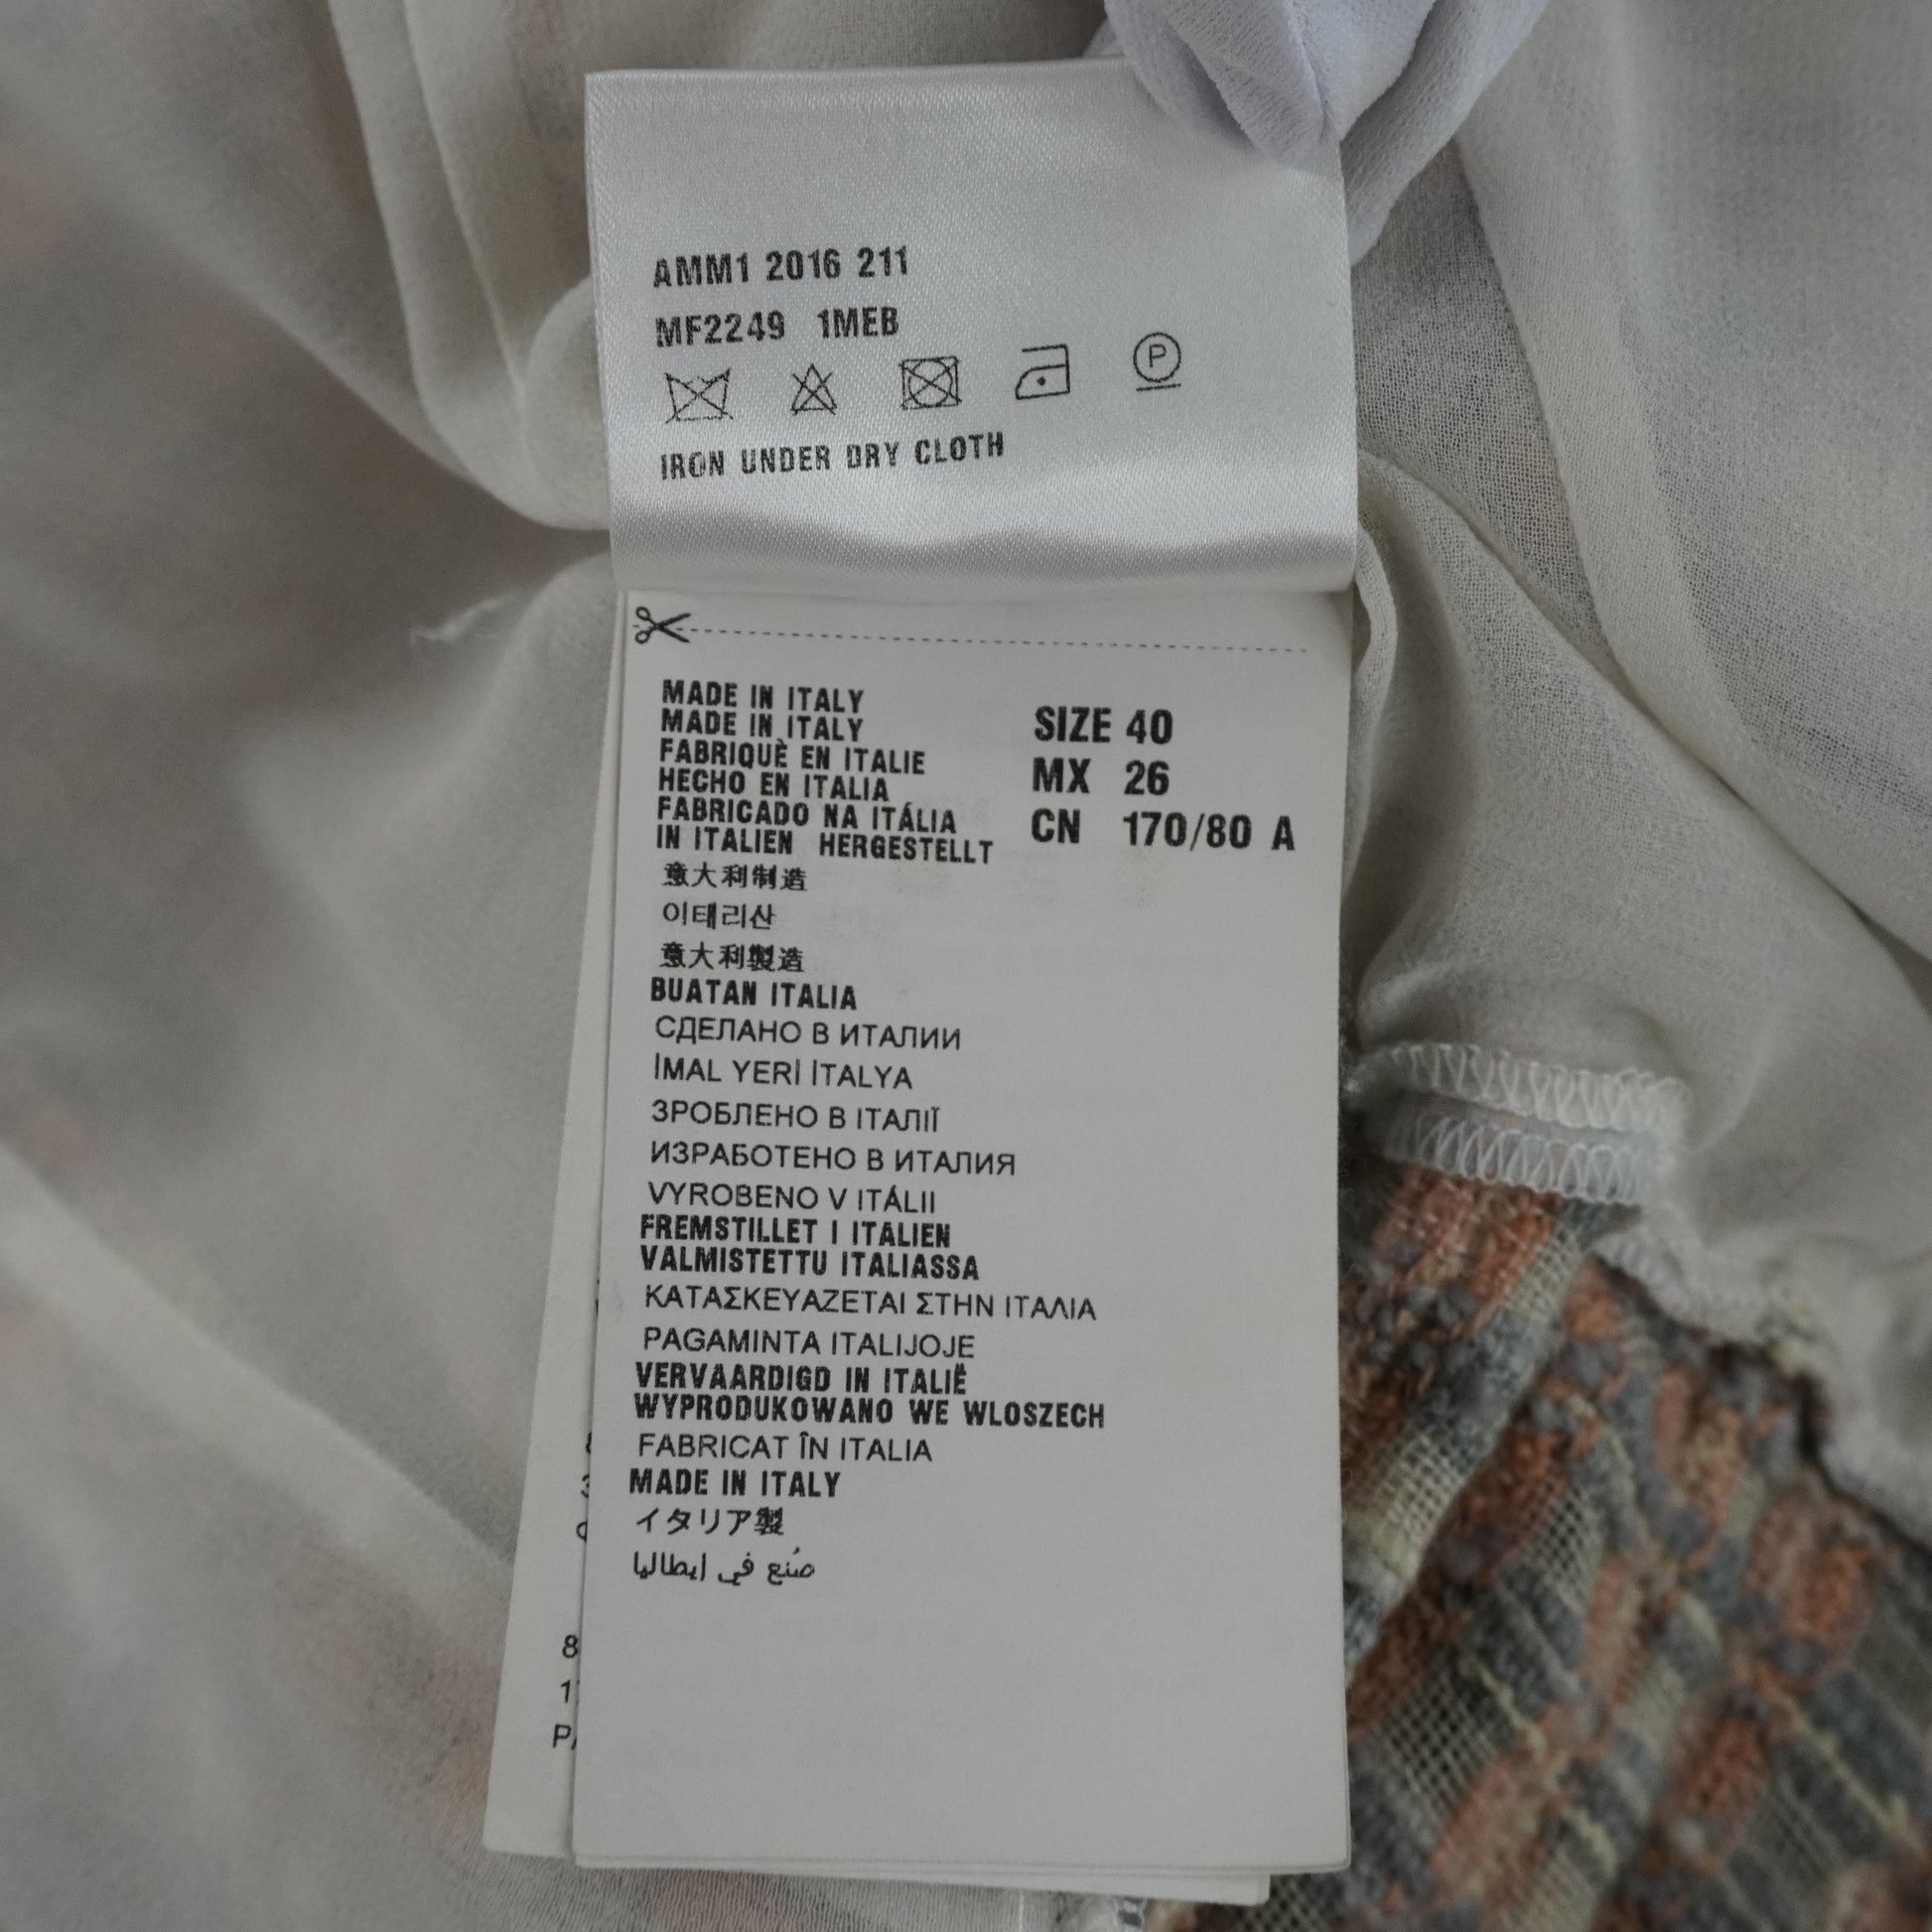 AMM1 2016 211
MF2249 1MEB
P
IRON UNDER DRY CLOTH
MADE IN ITALY
MADE IN ITALY
FABRIQUÈ EN ITALIE
HECHO EN ITALIA
FABRICADO NA ITÁLIA
IN ITALIEN HERGESTELLT
意大利制造
이태리산
意大利製造
BUATAN ITALIA
СДЕЛАНО В ИТАЛИИ
İMAL YERİ İTALYA
ЗРОБЛЕНО В ІТАЛІЇ
ИЗРАБОТЕНО В ИТАЛИЯ
VYROBENO V ITÁLII
FREMSTILLET I ITALIEN
VALMISTETTU ITALIASSA
ΚΑΤΑΣΚΕΥΑΖΕΤΑΙ ΣΤΗΝ ΙΤΑΛΙΑ
PAGAMINTA ITALIJOJE
VERVAARDIGD IN ITALIË
WYPRODUKOWANO WE WLOSZECH
FABRICAT ÎN ITALIA
MADE IN ITALY
イタリア製
صُنع في ايطاليا
SIZE 40
MX 26
CN 170/80 A